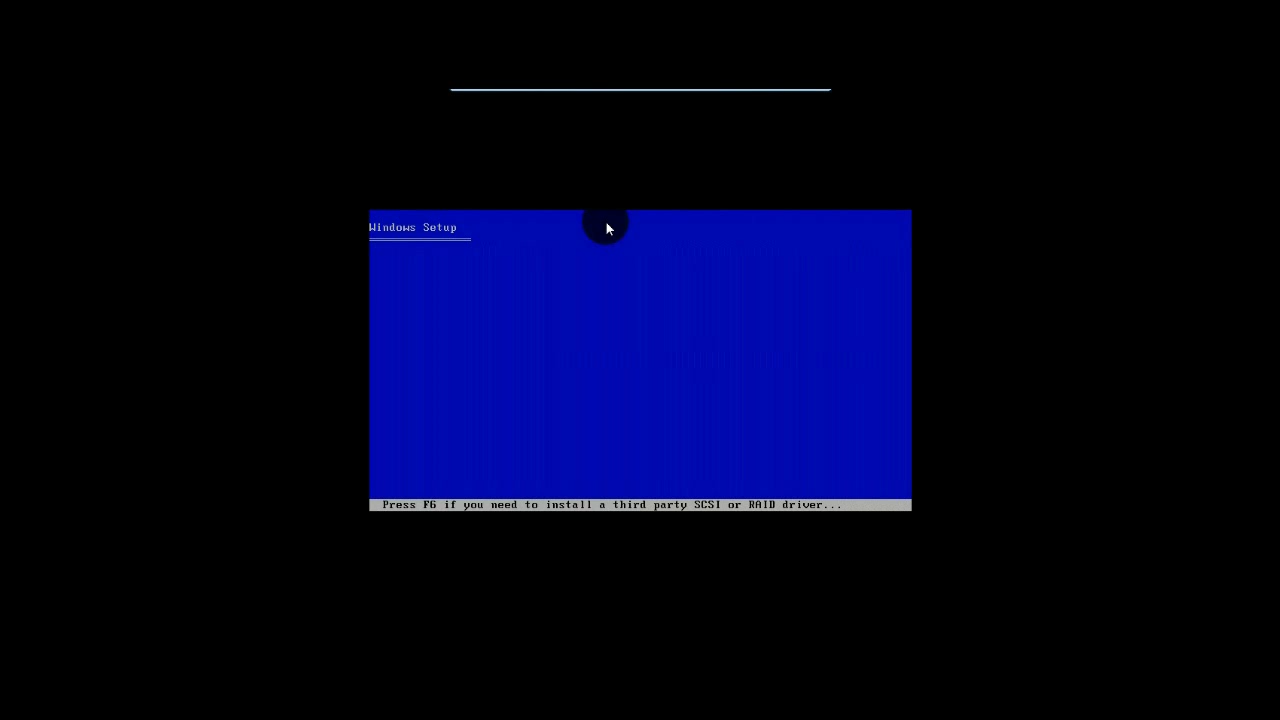 Windows Setup
Press F6 if you need to install a third party SCSI or RAID driver...